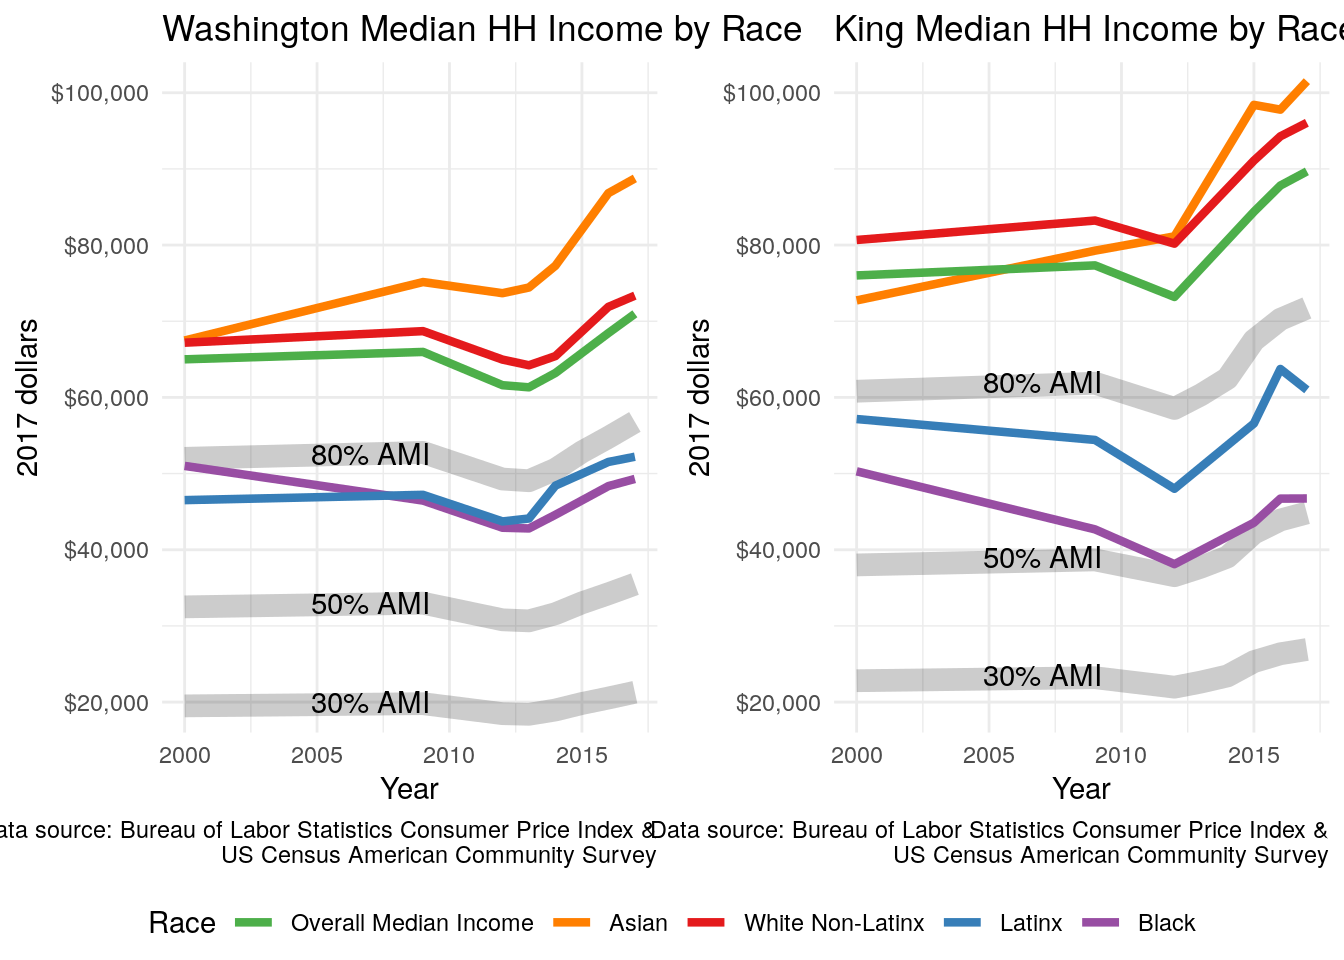 Washington Median HH Income by Race
2017 dollars
$100,000
$80,000
$60,000
$40,000
$20,000
80% AMI
50% AMI
30% AMI
2000 2005 2010 2015
Year
ata source: Bureau of Labor Statistics Consumer Price Index &
US Census American Community Survey
King Median HH Income by Race
2017 dollars
$100,000
$80,000
$60,000
$40,000
$20,000
80% AMI
50% AMI
30% AMI
2000 2005 2010 2015
Year
Data source: Bureau of Labor Statistics Consumer Price Index &
US Census American Community Survey
Race Overall Median Income Asian White Non-Latinx Latinx Black